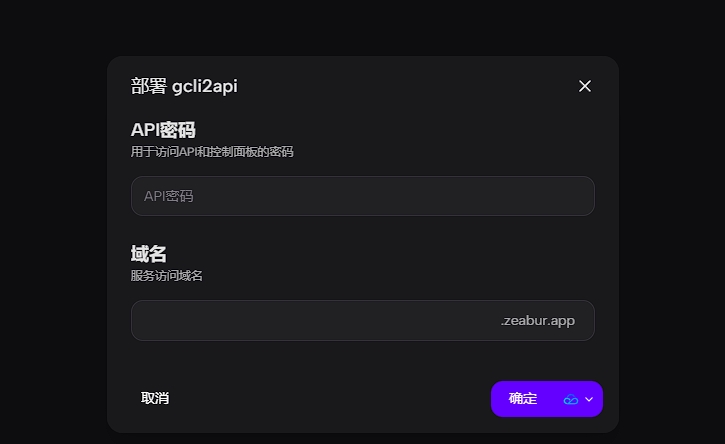 部署 gcli2api
API密码
用于访问API和控制面板的密码
API密码
域名
服务访问域名
.zeabur.app
取消
确定